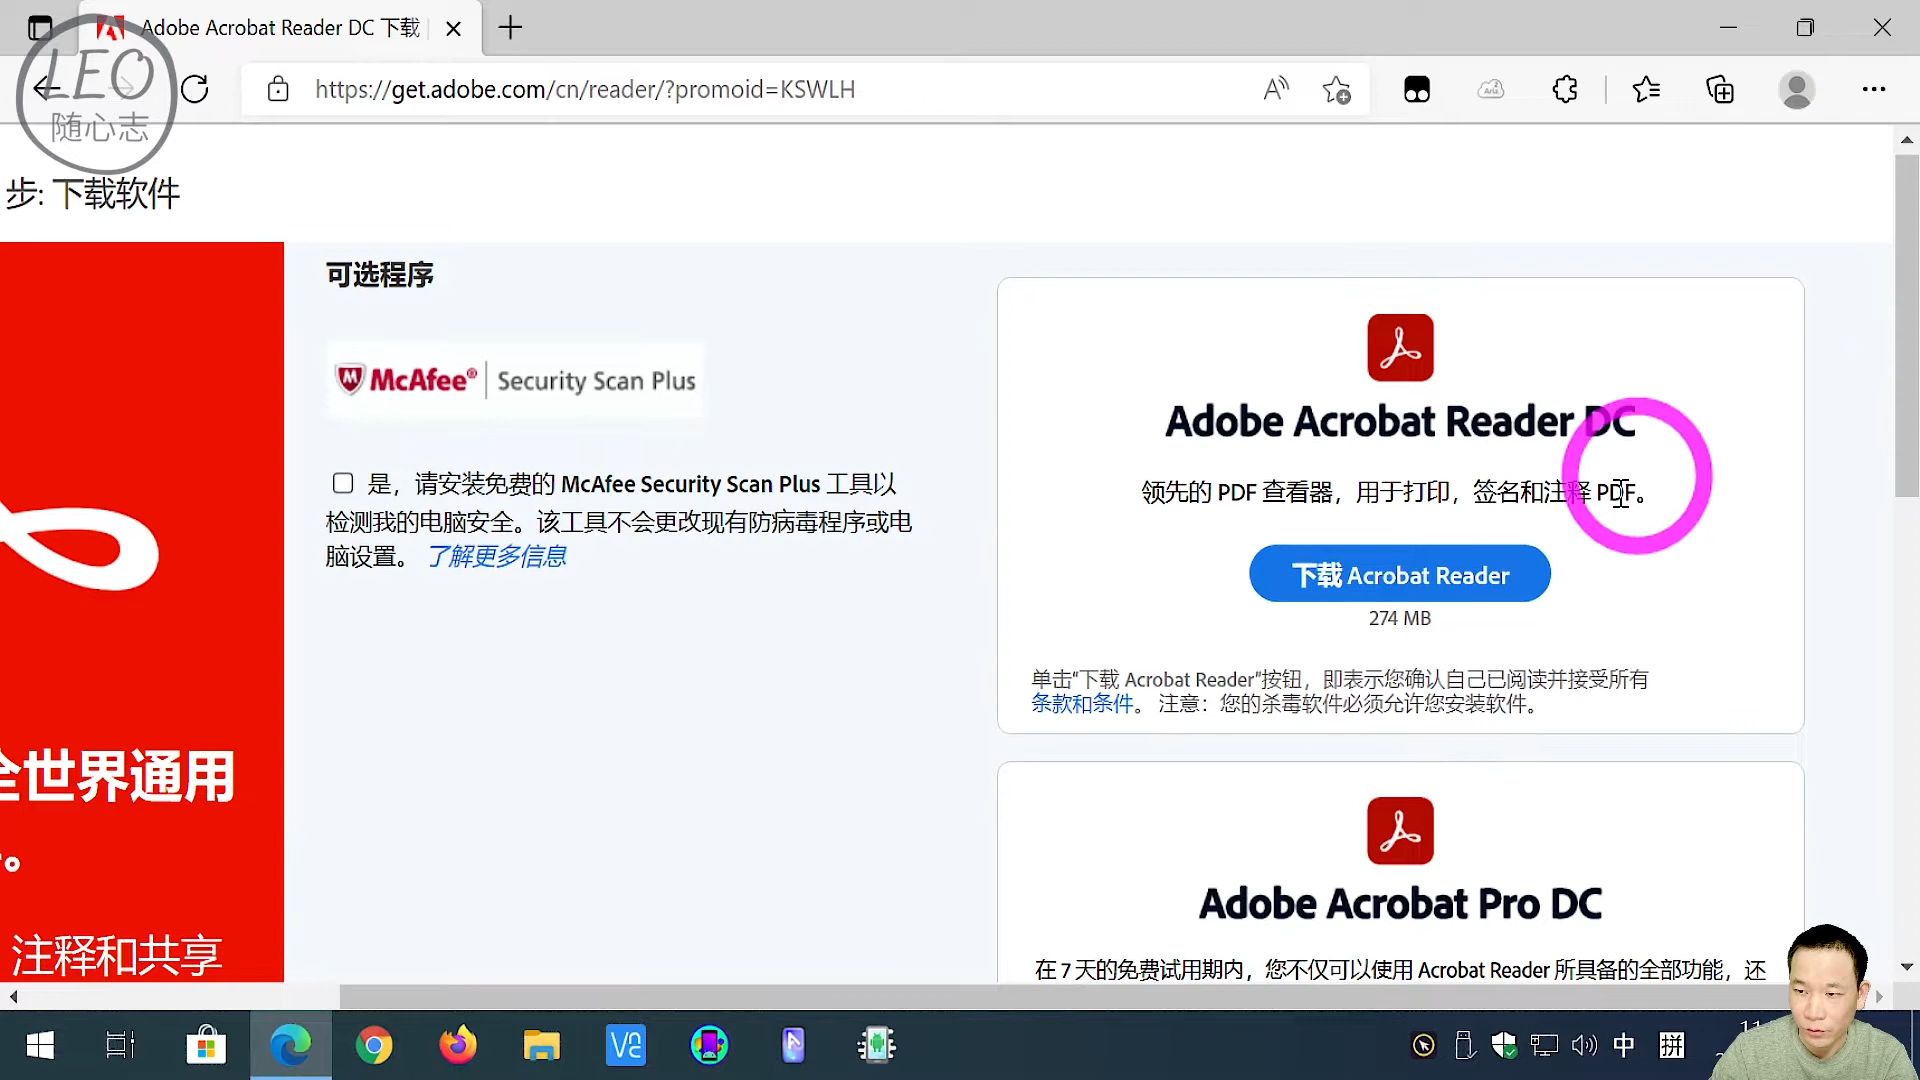 Adobe Acrobat Reader DC 下载
LEO
随心志
https://get.adobe.com/cn/reader/?promoid=KSWLH
步: 下载软件
可选程序
McAfee® Security Scan Plus
是，请安装免费的 McAfee Security Scan Plus 工具以
检测我的电脑安全。该工具不会更改现有防病毒程序或电
脑设置。 了解更多信息
全世界通用
。
注释和共享
Adobe Acrobat Reader DC
领先的 PDF 查看器，用于打印，签名和注释 PDF。
下载 Acrobat Reader
274 MB
单击“下载 Acrobat Reader”按钮，即表示您确认自己已阅读并接受所有
条款和条件。 注意：您的杀毒软件必须允许您安装软件。
Adobe Acrobat Pro DC
在 7 天的免费试用期内，您不仅可以使用 Acrobat Reader 所具备的全部功能，还
中
拼